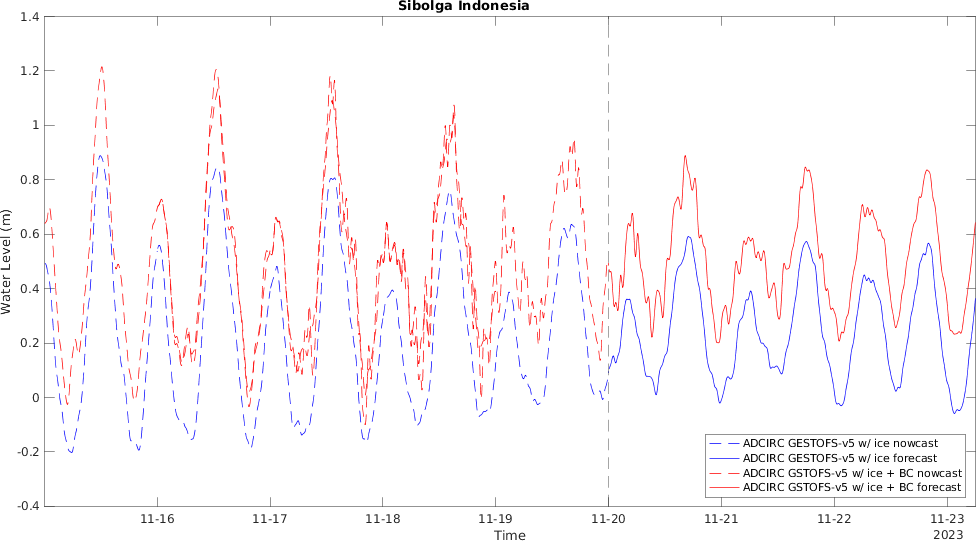 Sibolga Indonesia
1.4
1.2
1
0.8
0.6
0.4
0.2
0
-0.2
-0.4
Water Level (m)
11-16
11-17
11-18
11-19
11-20
11-21
11-22
11-23
2023
Time
ADCIRC GESTOFS-v5 w/ ice nowcast
ADCIRC GESTOFS-v5 w/ ice forecast
ADCIRC GSTOFS-v5 w/ ice + BC nowcast
ADCIRC GSTOFS-v5 w/ ice + BC forecast